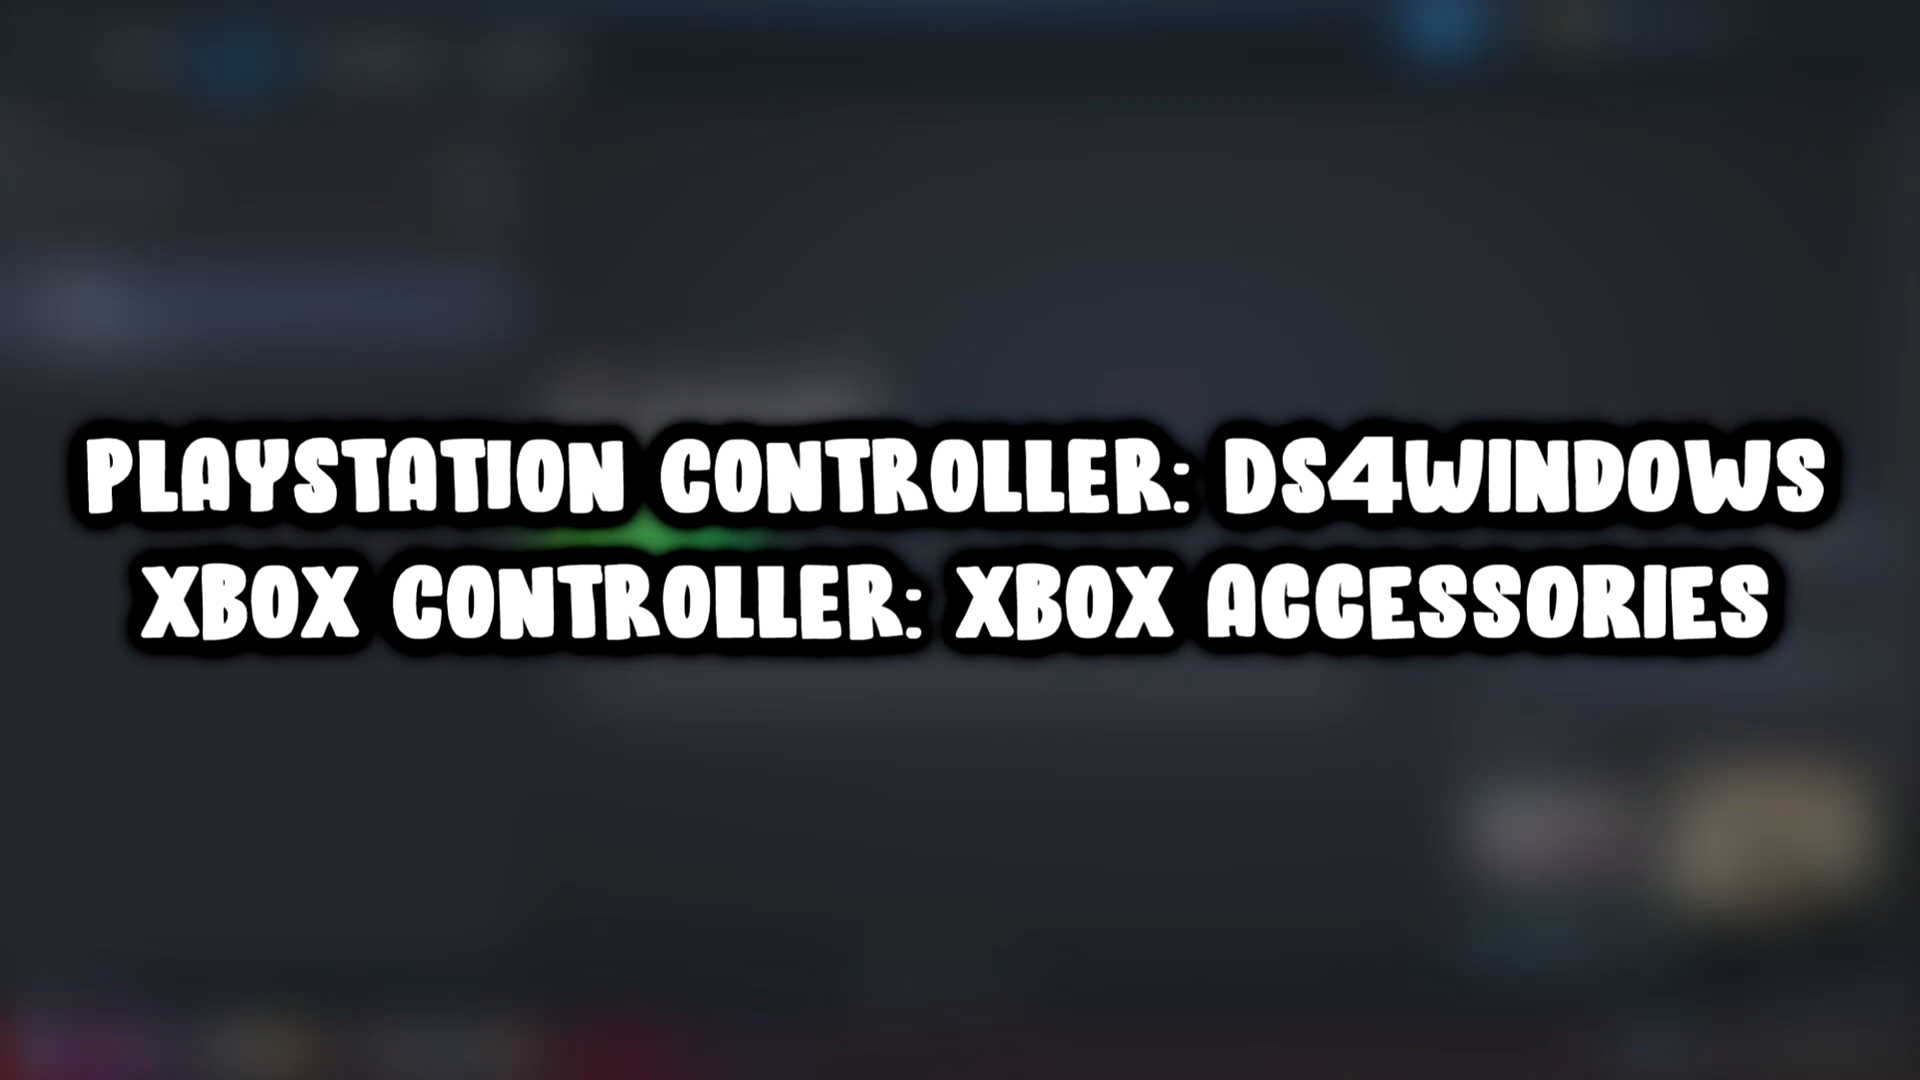 PLAYSTATION CONTROLLER: DS4WINDOWS
XBOX CONTROLLER: XBOX ACCESSORIES